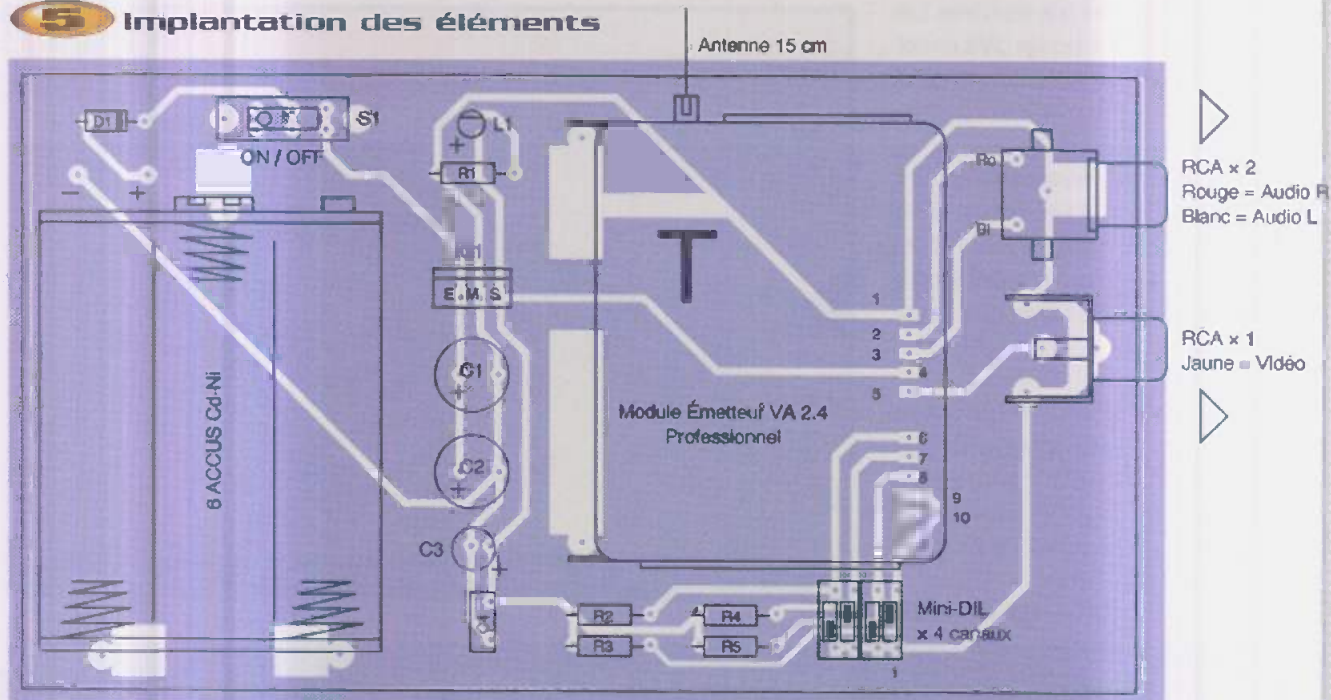 5 Implantation des éléments
Antenne 15 cm
D1
S1
ON / OFF
L1
+
R1
- +
E M S
C1
+
C2
+
C3
+
6 ACCUS Cd-Ni
T
Module Émetteur VA 2.4
Professionnel
1
2
3
4
5
6
7
8
9
10
Ro
Bl
RCA × 2
Rouge = Audio R
Blanc = Audio L
RCA × 1
Jaune = Vidéo
R2
R3
R4
R5
Mini-DIL
× 4 canaux
1